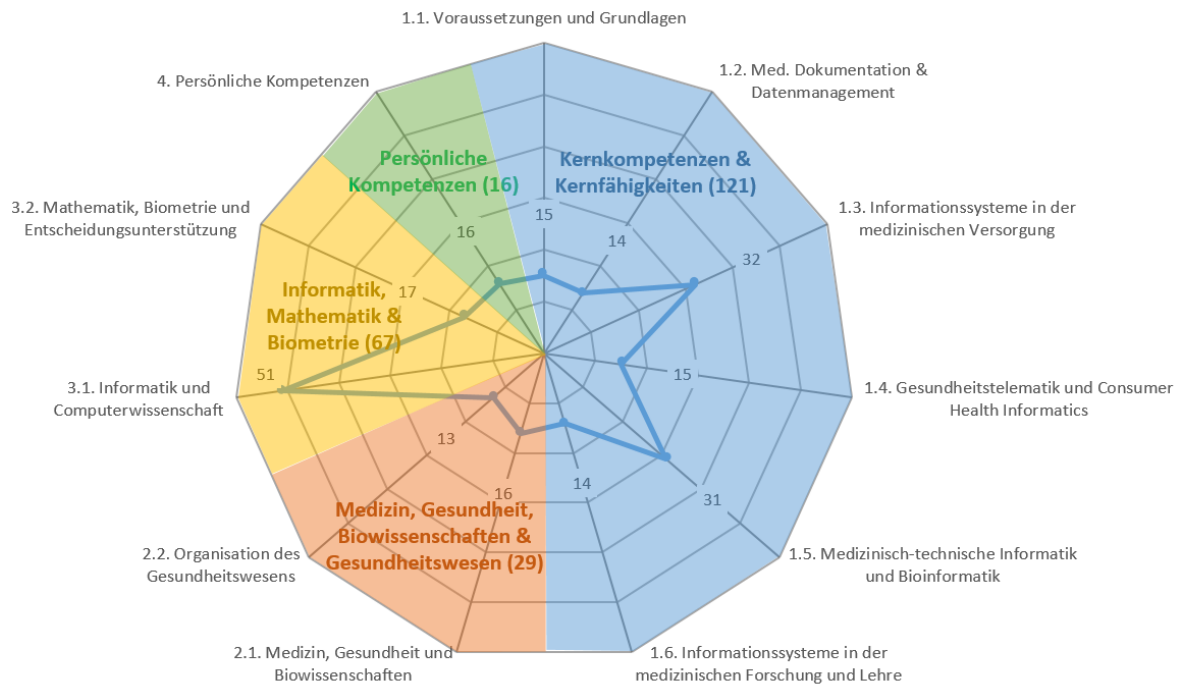 1.1. Voraussetzungen und Grundlagen
1.2. Med. Dokumentation &
Datenmanagement
1.3. Informationssysteme in der
medizinischen Versorgung
1.4. Gesundheitstelematik und Consumer
Health Informatics
1.5. Medizinisch-technische Informatik
und Bioinformatik
1.6. Informationssysteme in der
medizinischen Forschung und Lehre
2.1. Medizin, Gesundheit und
Biowissenschaften
2.2. Organisation des
Gesundheitswesens
3.1. Informatik und
Computerwissenschaft
3.2. Mathematik, Biometrie und
Entscheidungsunterstützung
4. Persönliche Kompetenzen
Persönliche
Kompetenzen (16)
Kernkompetenzen &
Kernfähigkeiten (121)
Informatik,
Mathematik &
Biometrie (67)
Medizin, Gesundheit,
Biowissenschaften &
Gesundheitswesen (29)
15
14
32
15
31
14
16
13
51
17
16